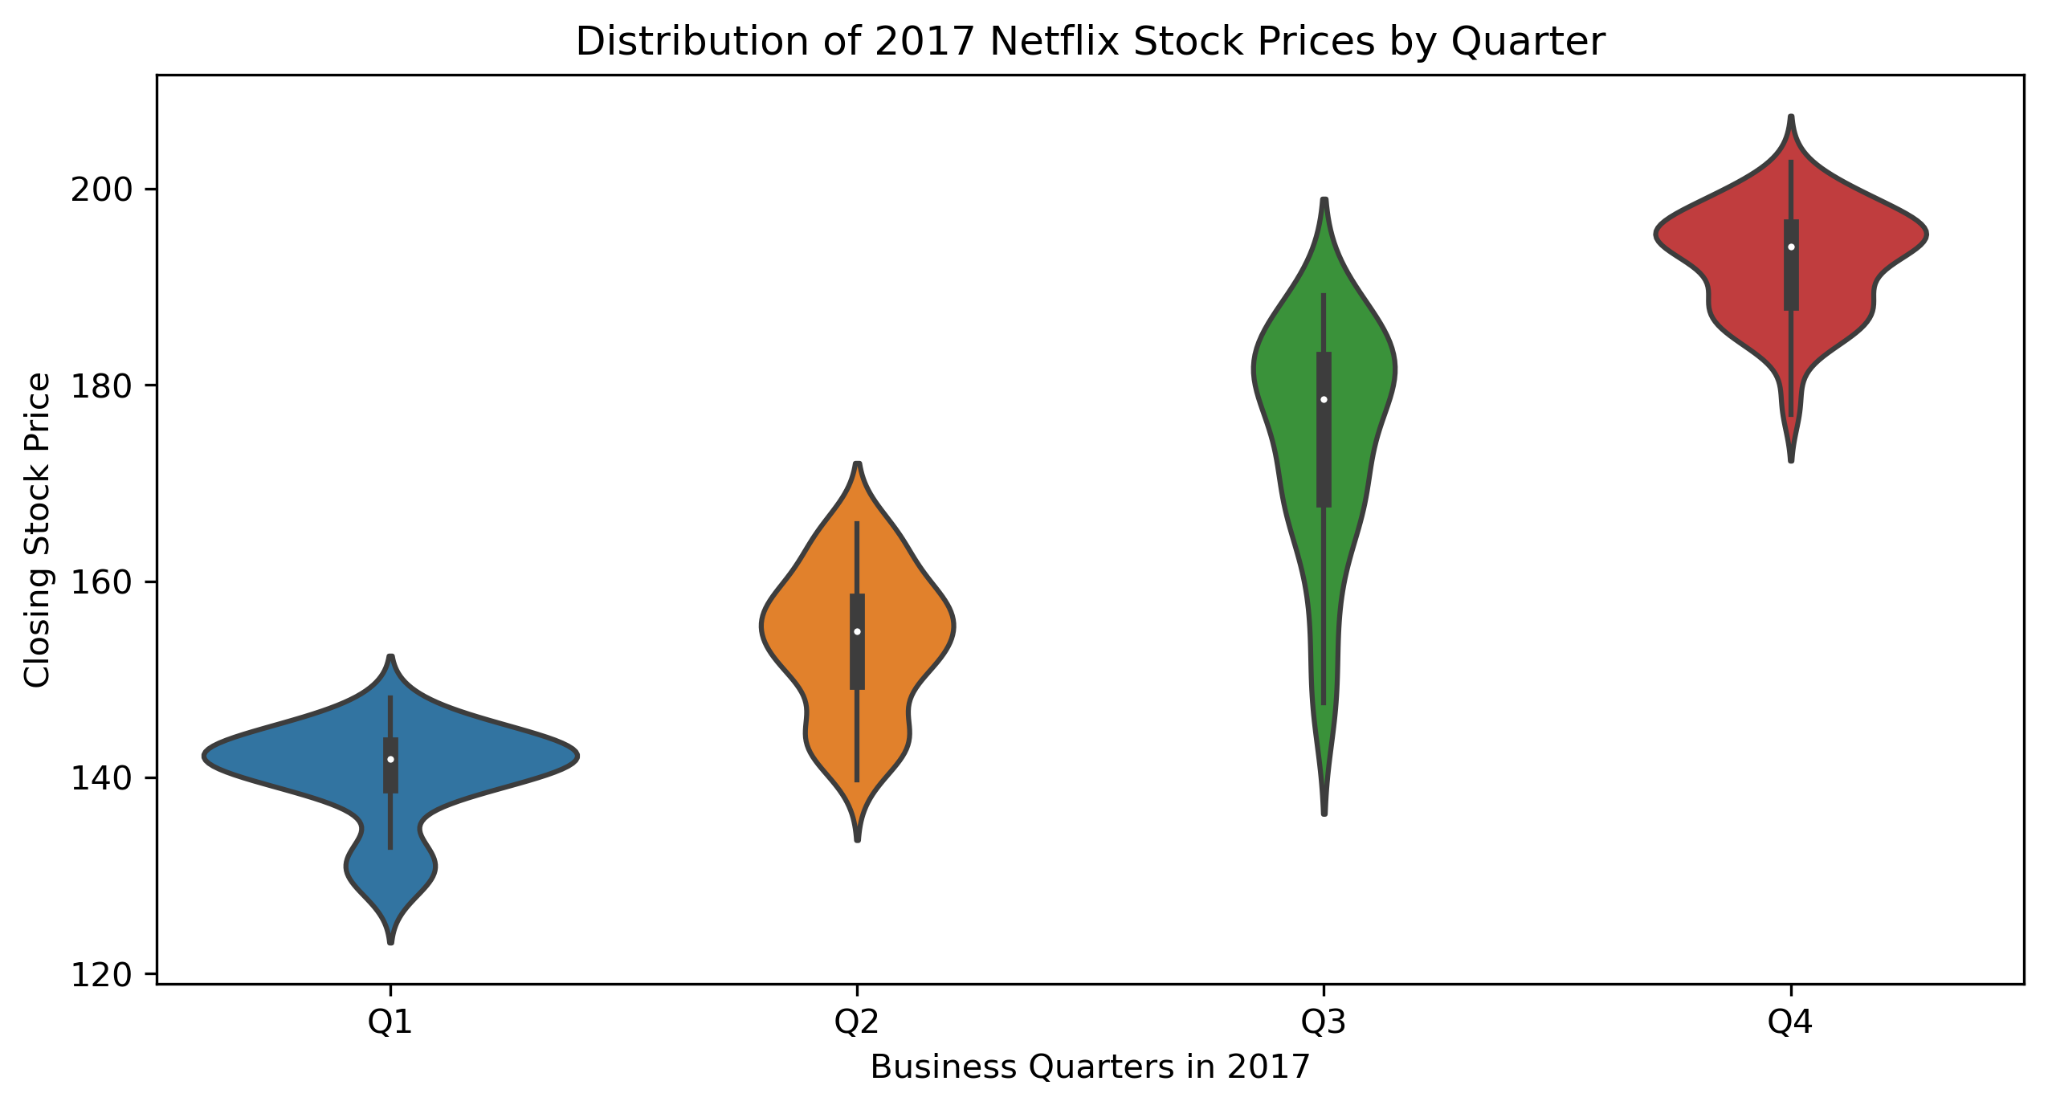 Distribution of 2017 Netflix Stock Prices by Quarter
Closing Stock Price
200
180
160
140
120
Q1 Q2 Q3 Q4
Business Quarters in 2017